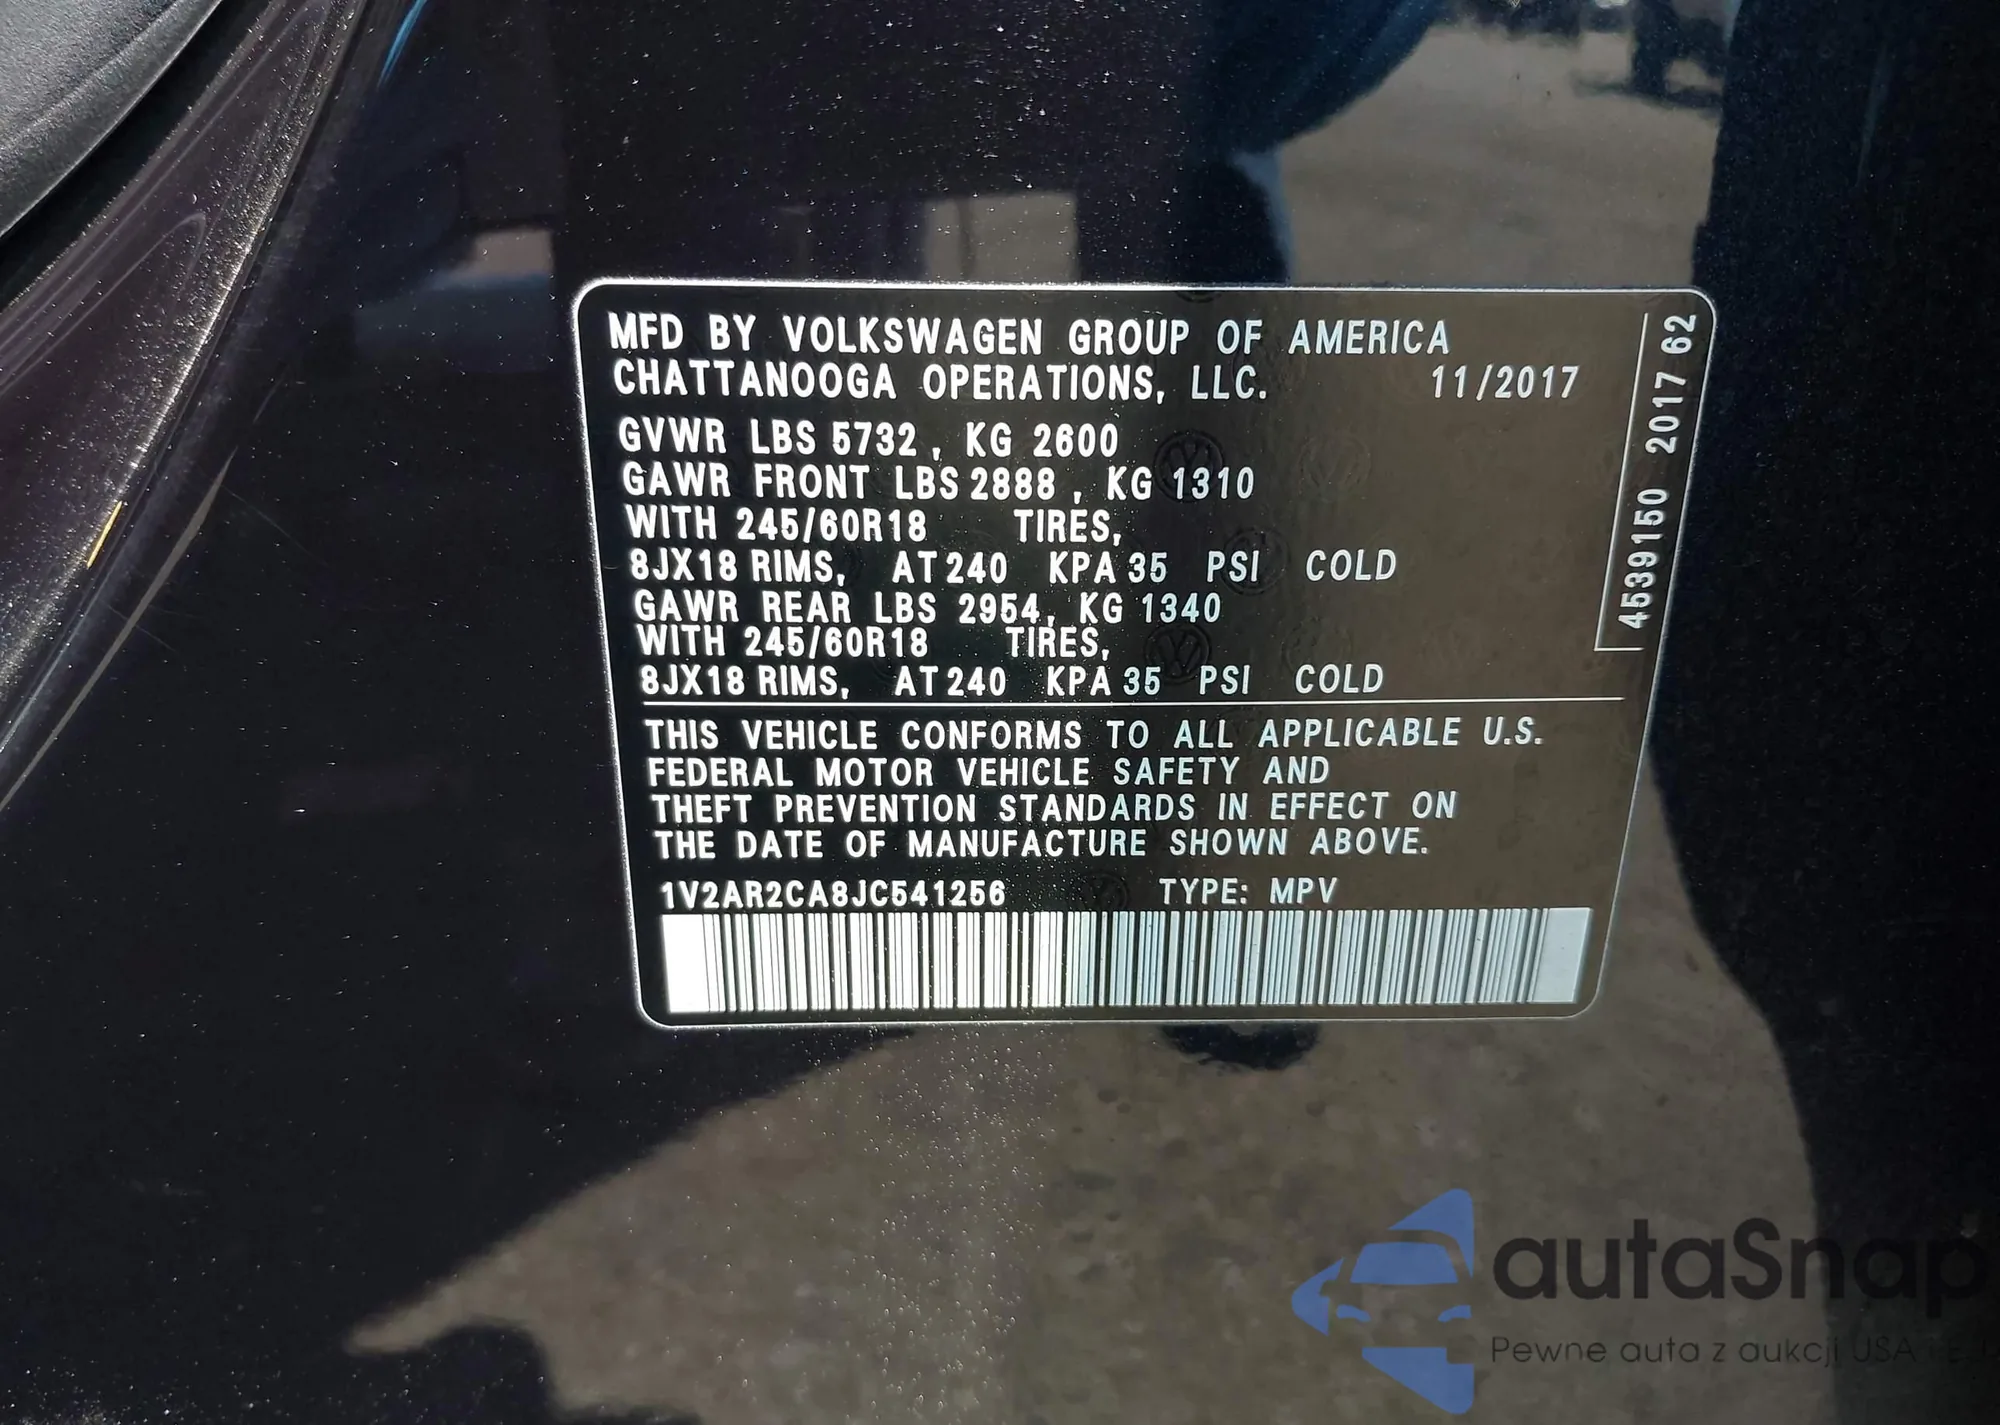 MFD BY VOLKSWAGEN GROUP OF AMERICA
CHATTANOOGA OPERATIONS, LLC. 11/2017
GVWR LBS 5732 , KG 2600
GAWR FRONT LBS 2888 , KG 1310
WITH 245/60R18 TIRES,
8JX18 RIMS, AT 240 KPA 35 PSI COLD
GAWR REAR LBS 2954, KG 1340
WITH 245/60R18 TIRES,
8JX18 RIMS, AT 240 KPA 35 PSI COLD
THIS VEHICLE CONFORMS TO ALL APPLICABLE U.S.
FEDERAL MOTOR VEHICLE SAFETY AND
THEFT PREVENTION STANDARDS IN EFFECT ON
THE DATE OF MANUFACTURE SHOWN ABOVE.
1V2AR2CA8JC541256 TYPE: MPV
4539150 2017 62
autaSnap
Pewne auta z aukcji USA i EU